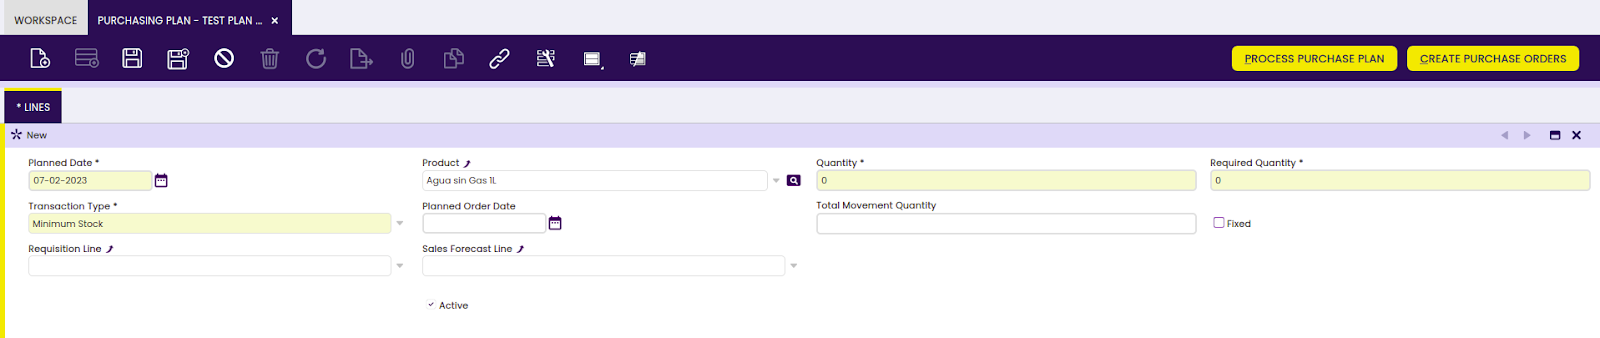 WORKSPACE
PURCHASING PLAN - TEST PLAN ...
PROCESS PURCHASE PLAN
CREATE PURCHASE ORDERS
* LINES
New
Planned Date *
Product
Quantity *
Required Quantity *
07-02-2023
Agua sin Gas 1L
0
0
Transaction Type *
Planned Order Date
Total Movement Quantity
Minimum Stock
Fixed
Requisition Line
Sales Forecast Line
Active